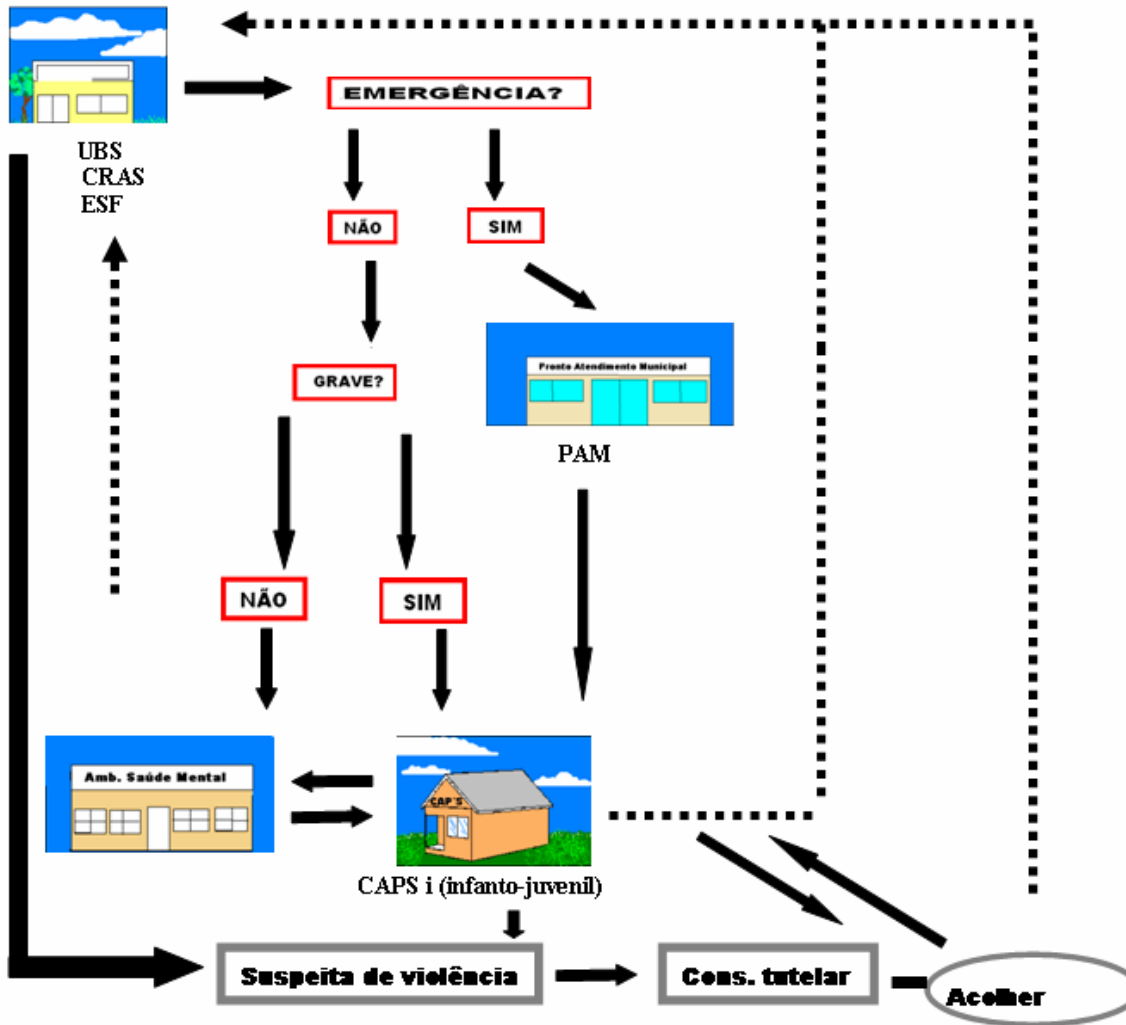 EMERGÊNCIA?
UBS
CRAS
ESF
NÃO
SIM
Pronto Atendimento Municipal
GRAVE?
PAM
NÃO
SIM
Amb. Saúde Mental
CAP'S
CAPS i (infanto-juvenil)
Suspeita de violência
Cons. tutelar
Acolher